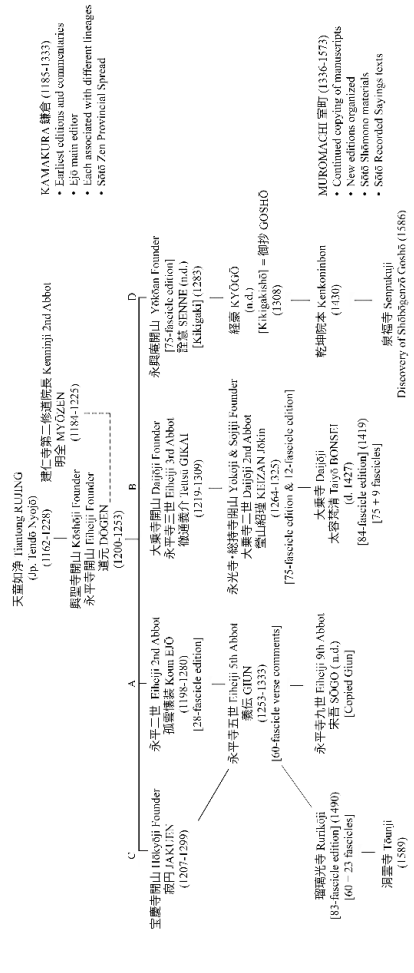 天童如浄 Tiantong RUJING
(Jp. Tendō Nyojō)
(1162-1228)
建仁寺第二修道院長 Kenninji 2nd Abbot
明全 MYŌZEN
(1184-1225)
興聖寺開山 Kōshōji Founder
永平寺開山 Eiheiji Founder
道元 DŌGEN
(1200-1253)
KAMAKURA 鎌倉 (1185-1333)
• Earliest editions and commentaries
• Ejō main editor
• Each associated with different lineages
• Sōtō Zen Provincial Spread
C
A
B
D
宝慶寺開山 Hōkyōji Founder
寂円 JAKUEN
(1207-1299)
永平二世 Eiheiji 2nd Abbot
孤雲懐奘 Koun EJŌ
(1198-1280)
[28-fascicle edition]
大乗寺開山 Daijōji Founder
永平寺三世 Eiheiji 3rd Abbot
徹通義介 Tettsū GIKAI
(1219-1309)
永興庵開山 Yōkōan Founder
[75-fascicle edition]
詮慧 SENNE (n.d.)
[Kikigaki] (1283)
永平寺五世 Eiheiji 5th Abbot
義伝 GIUN
(1253-1333)
[60-fascicle verse comments]
永光寺・総持寺開山 Yokoji & Sojiji Founder
大乗寺二世 Daijōji 2nd Abbot
瑩山紹瑾 KEIZAN Jōkin
(1264-1325)
[75-fascicle edition & 12-fascicle edition]
経豪 KYŌGŌ
(n.d.)
[Kikigakishō] = 御抄 GOSHŌ
(1308)
瑠璃光寺 Rurikōji
[83-fascicle edition] (1490)
[60 – 23 fascicles]
永平寺九世 Eiheiji 9th Abbot
宋吾 SŌGO ( n.d.)
[Copied Giun]
大乗寺 Daijōji
太容梵清 Taiyō BONSEI
(d. 1427)
[84-fascicle edition] (1419)
[75 + 9 fascicles]
乾坤院本 Kenkoninbon
(1430)
MUROMACHI 室町 (1336-1573)
• Continued copying of manuscripts
• New editions organized
• Sōtō Shōmono materials
• Sōtō Recorded Sayings texts
洞雲寺 Tōunji
(1589)
泉福寺 Senpukuji
Discovery of Shōbōgenzō Goshō (1586)